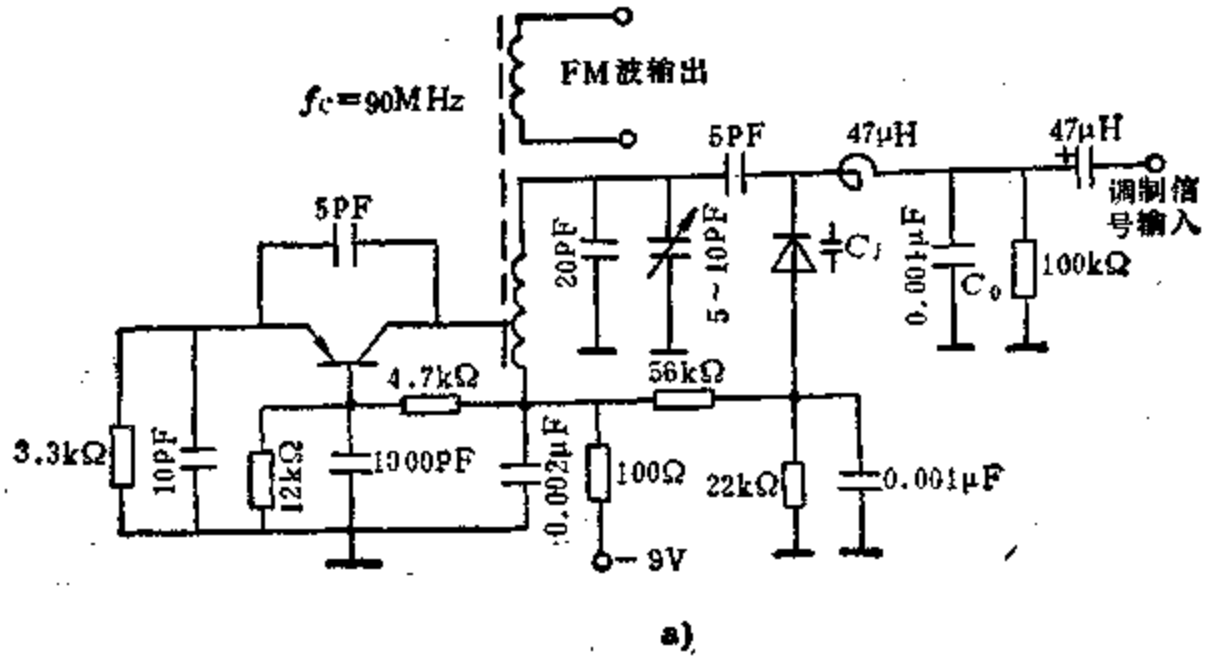 FM波输出
fc=90MHz
5PF
47μH
47μH
调制信
号输入
5PF
20PF
5~10PF
CJ
0.001μF
C0
100kΩ
4.7kΩ
56kΩ
3.3kΩ
10PF
12kΩ
1000PF
0.002μF
100Ω
22kΩ
0.001μF
-9V
a)